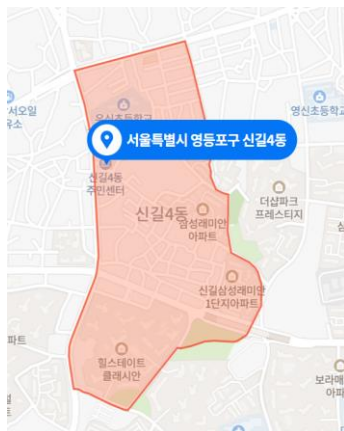 서오일
유소
영신초등학교
서울특별시 영등포구 신길4동
신길4동
주민센터
신길4동
삼성래미안
아파트
더샵파크
프레스티지
신길삼성래미안
1단지아파트
파트
힐스테이트
클래시안
보라매